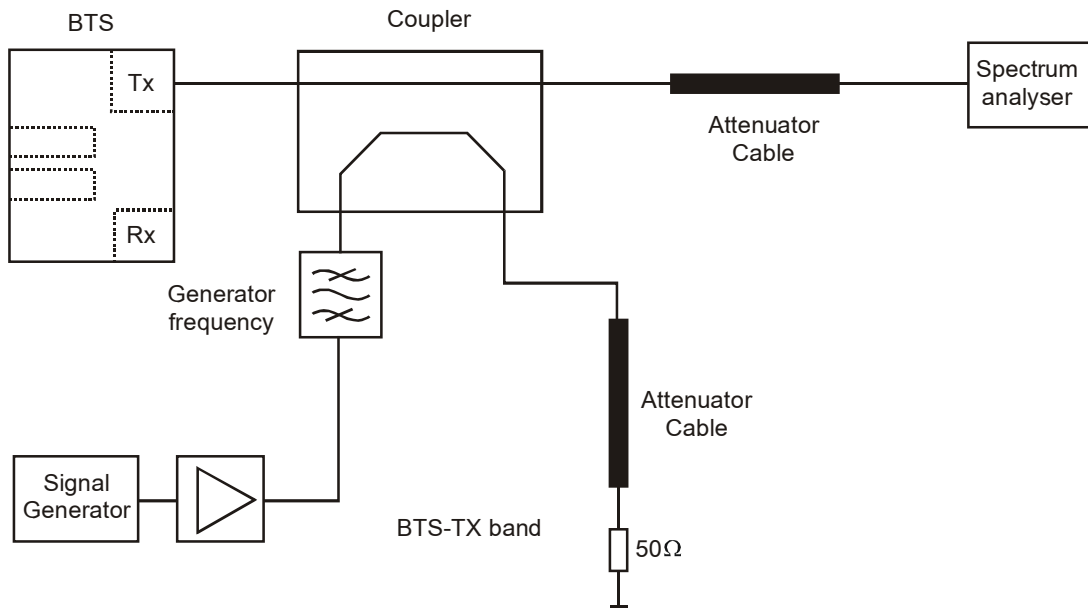 BTS
Coupler
Tx
Spectrum
analyser
Attenuator
Cable
Rx
Generator
frequency
Attenuator
Cable
Signal
Generator
BTS-TX band
50Ω